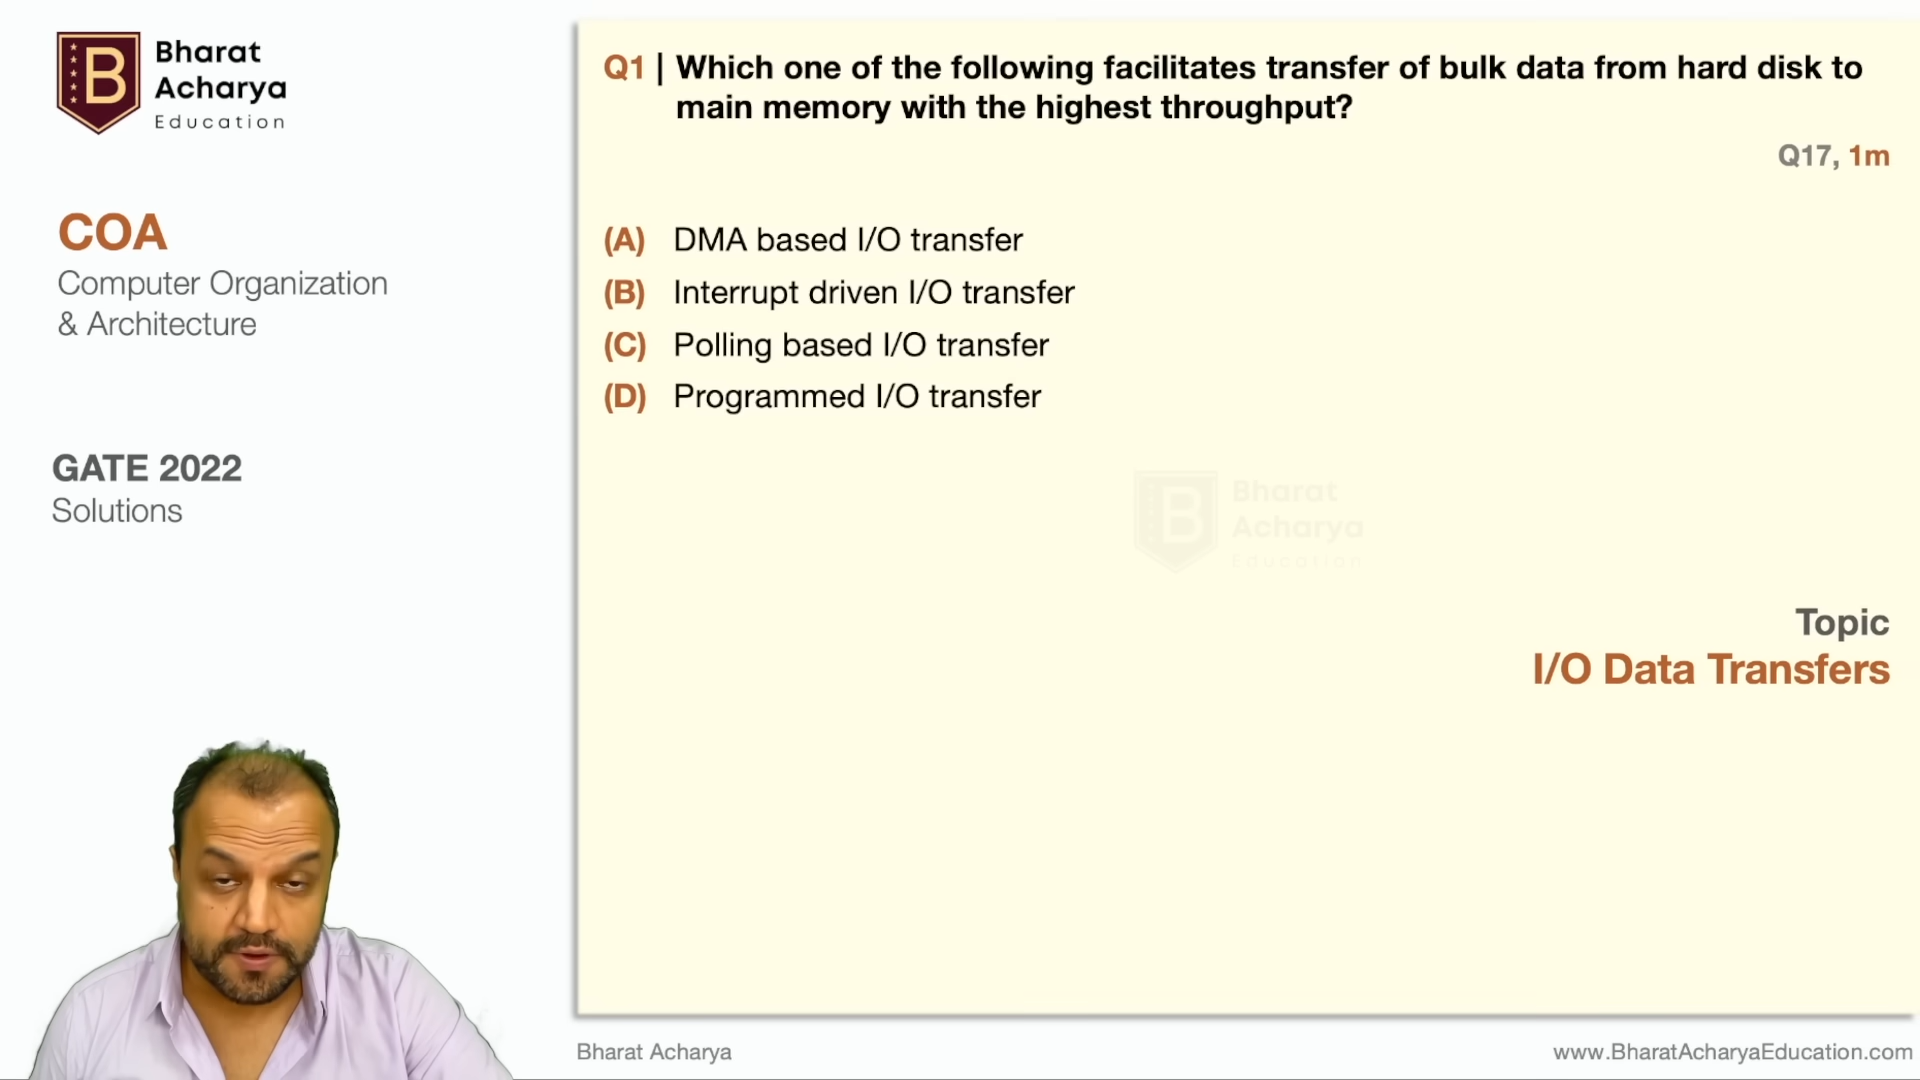 Bharat
Acharya
Education
COA
Computer Organization
& Architecture
GATE 2022
Solutions
Q1 | Which one of the following facilitates transfer of bulk data from hard disk to
main memory with the highest throughput?
Q17, 1m
(A) DMA based I/O transfer
(B) Interrupt driven I/O transfer
(C) Polling based I/O transfer
(D) Programmed I/O transfer
Bharat
Acharya
Education
Topic
I/O Data Transfers
Bharat Acharya
www.BharatAcharyaEducation.com